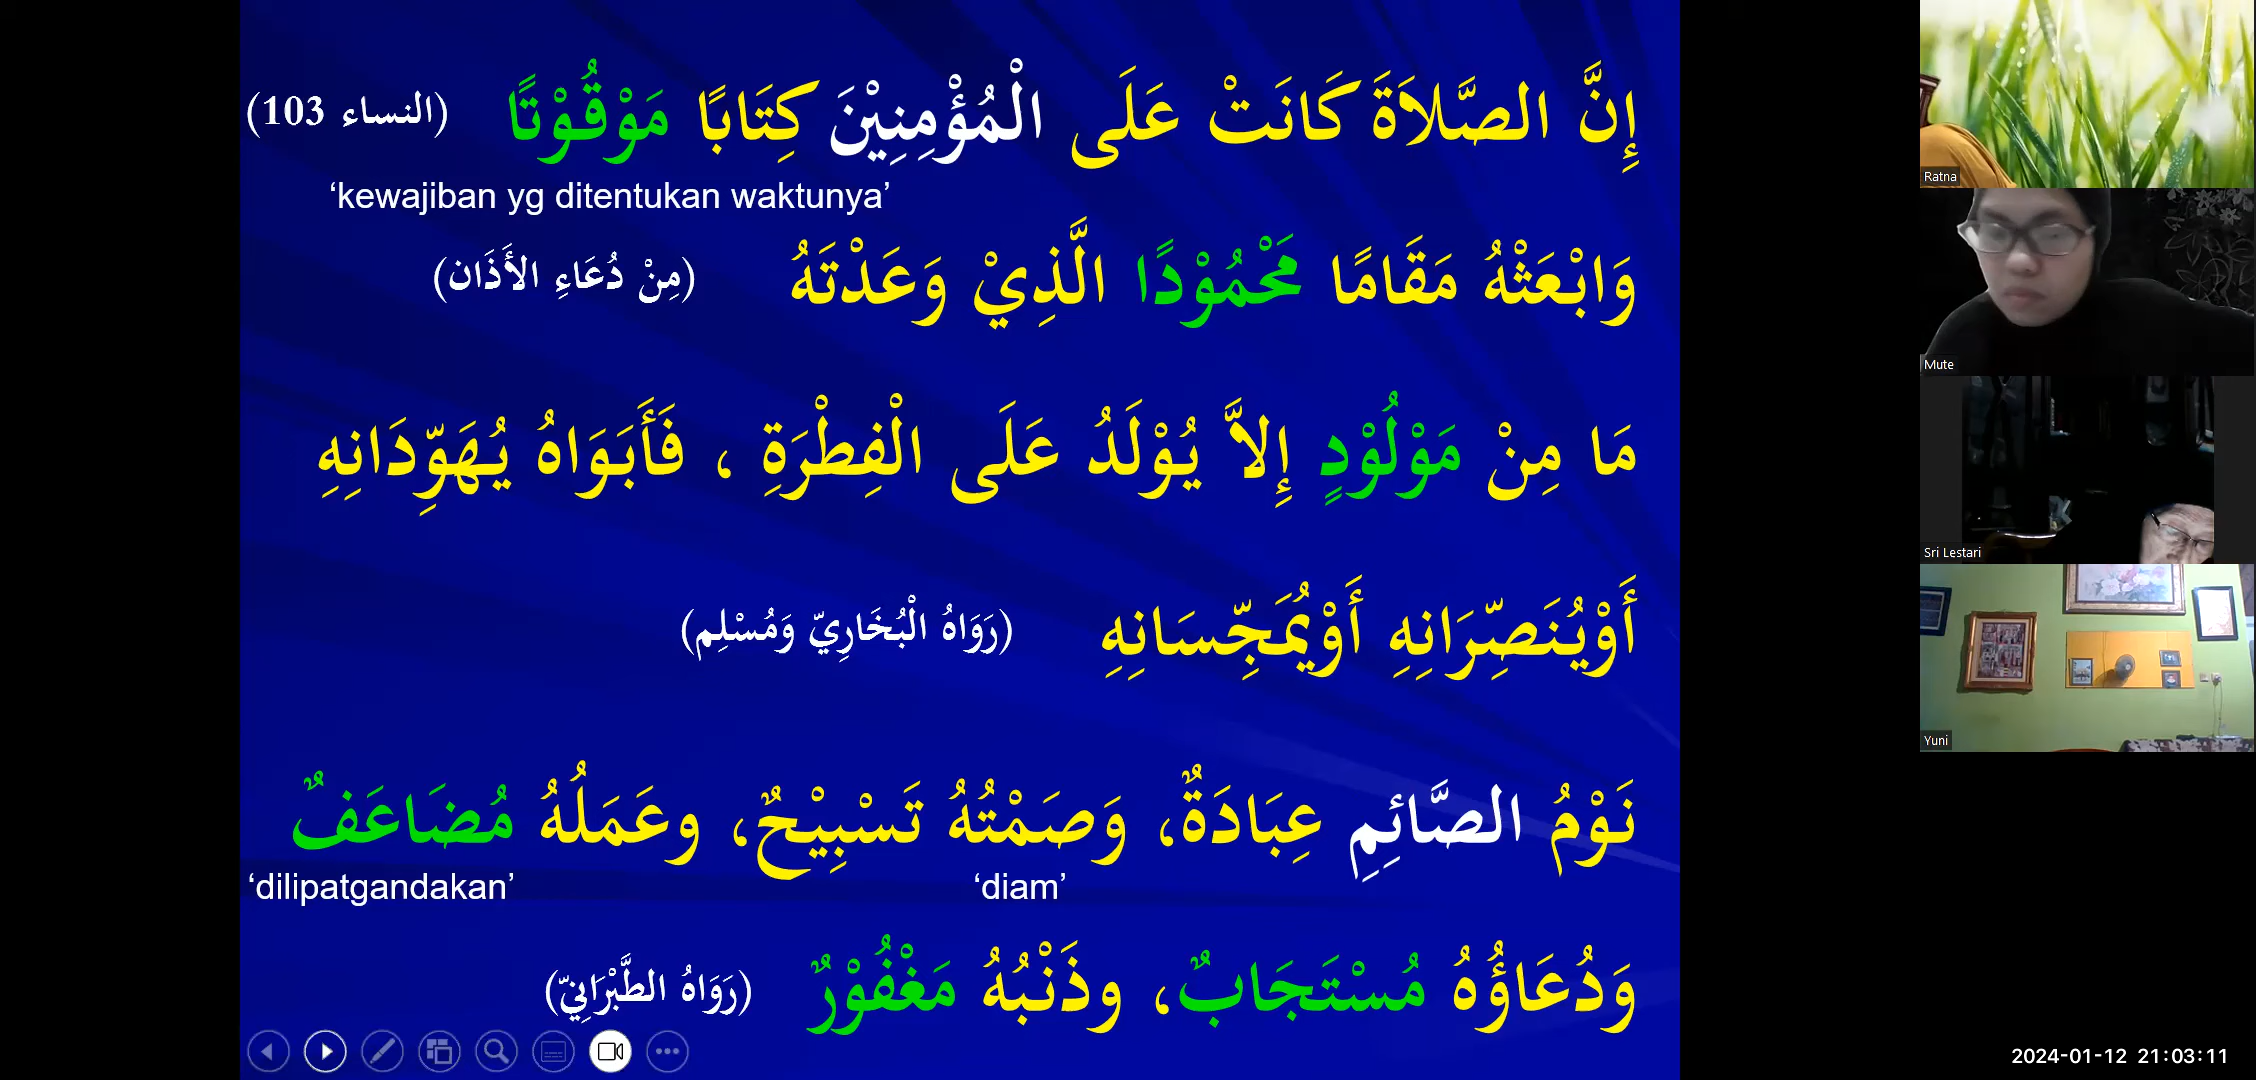 إِنَّ الصَّلاَةَ كَانَتْ عَلَى الْمُؤْمِنِيْنَ كِتَابًا مَوْقُوْتًا (النساء 103)
‘kewajiban yg ditentukan waktunya’
وَابْعَثْهُ مَقَامًا مَحْمُوْدًا الَّذِيْ وَعَدْتَهُ (مِنْ دُعَاءِ الأَذَان)
مَا مِنْ مَوْلُوْدٍ إِلاَّ يُوْلَدُ عَلَى الْفِطْرَةِ ، فَأَبَوَاهُ يُهَوِّدَانِهِ
أَوْيُنَصِّرَانِهِ أَوْيُمَجِّسَانِهِ (رَوَاهُ الْبُخَارِيّ وَمُسْلِم)
نَوْمُ الصَّائِمِ عِبَادَةٌ، وَصَمْتُهُ تَسْبِيْحٌ، وعَمَلُهُ مُضَاعَفٌ
‘diam’ ‘dilipatgandakan’
وَدُعَاؤُهُ مُسْتَجَابٌ، وذَنْبُهُ مَغْفُوْرٌ (رَوَاهُ الطَّبْرَانِيّ)
Ratna
Mute
Sri Lestari
Yuni
2024-01-12 21:03:11